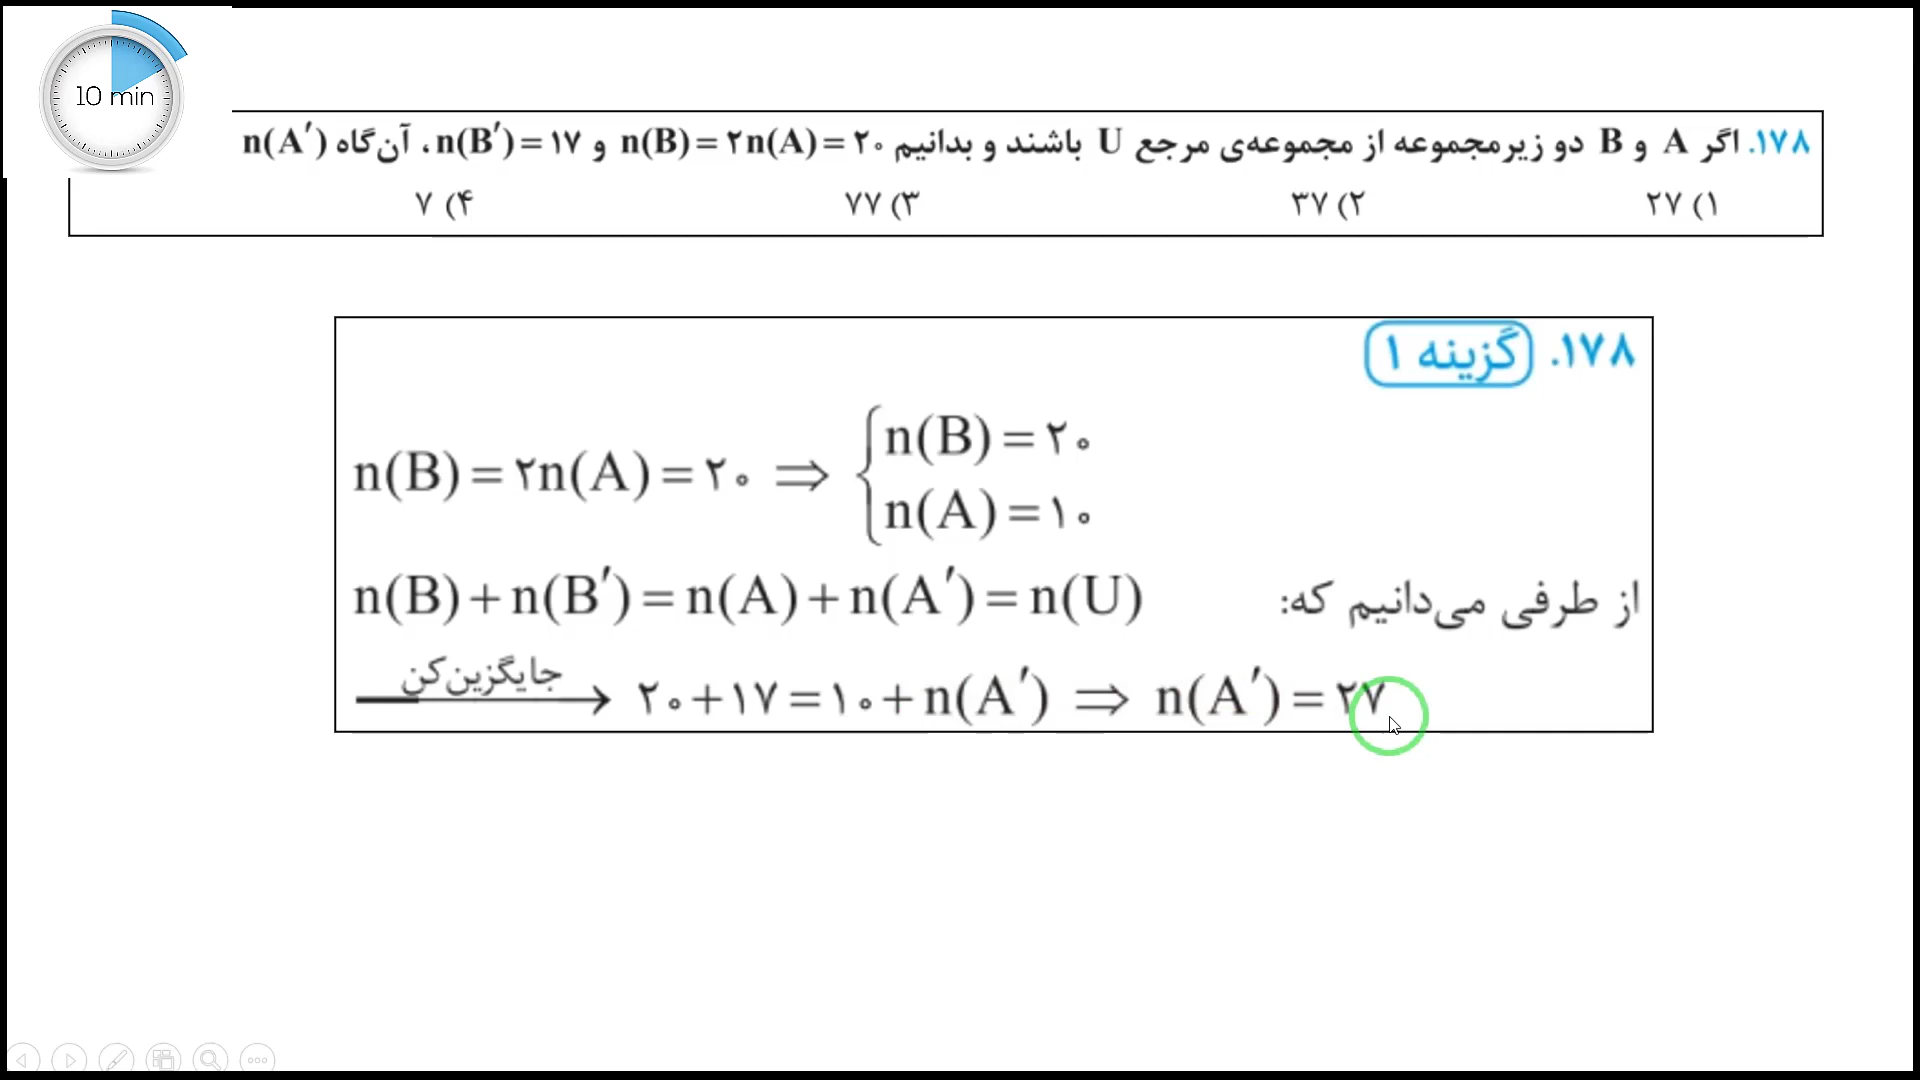 10 min
۱۷۸. اگر A و B دو زیرمجموعه از مجموعه‌ی مرجع U باشند و بدانیم n(B)=۲n(A)=۲۰ و n(B′)=۱۷، آن‌گاه n(A′)
۱) ۲۷ ۲) ۳۷ ۳) ۷۷ ۴) ۷
۱۷۸. گزینه ۱
n(B)=۲n(A)=۲۰ ⇒ { n(B)=۲۰
n(A)=۱۰
از طرفی می‌دانیم که: n(B)+n(B′)=n(A)+n(A′)=n(U)
جایگزین‌کن → ۲۰+۱۷=۱۰+n(A′) ⇒ n(A′)=۲۷